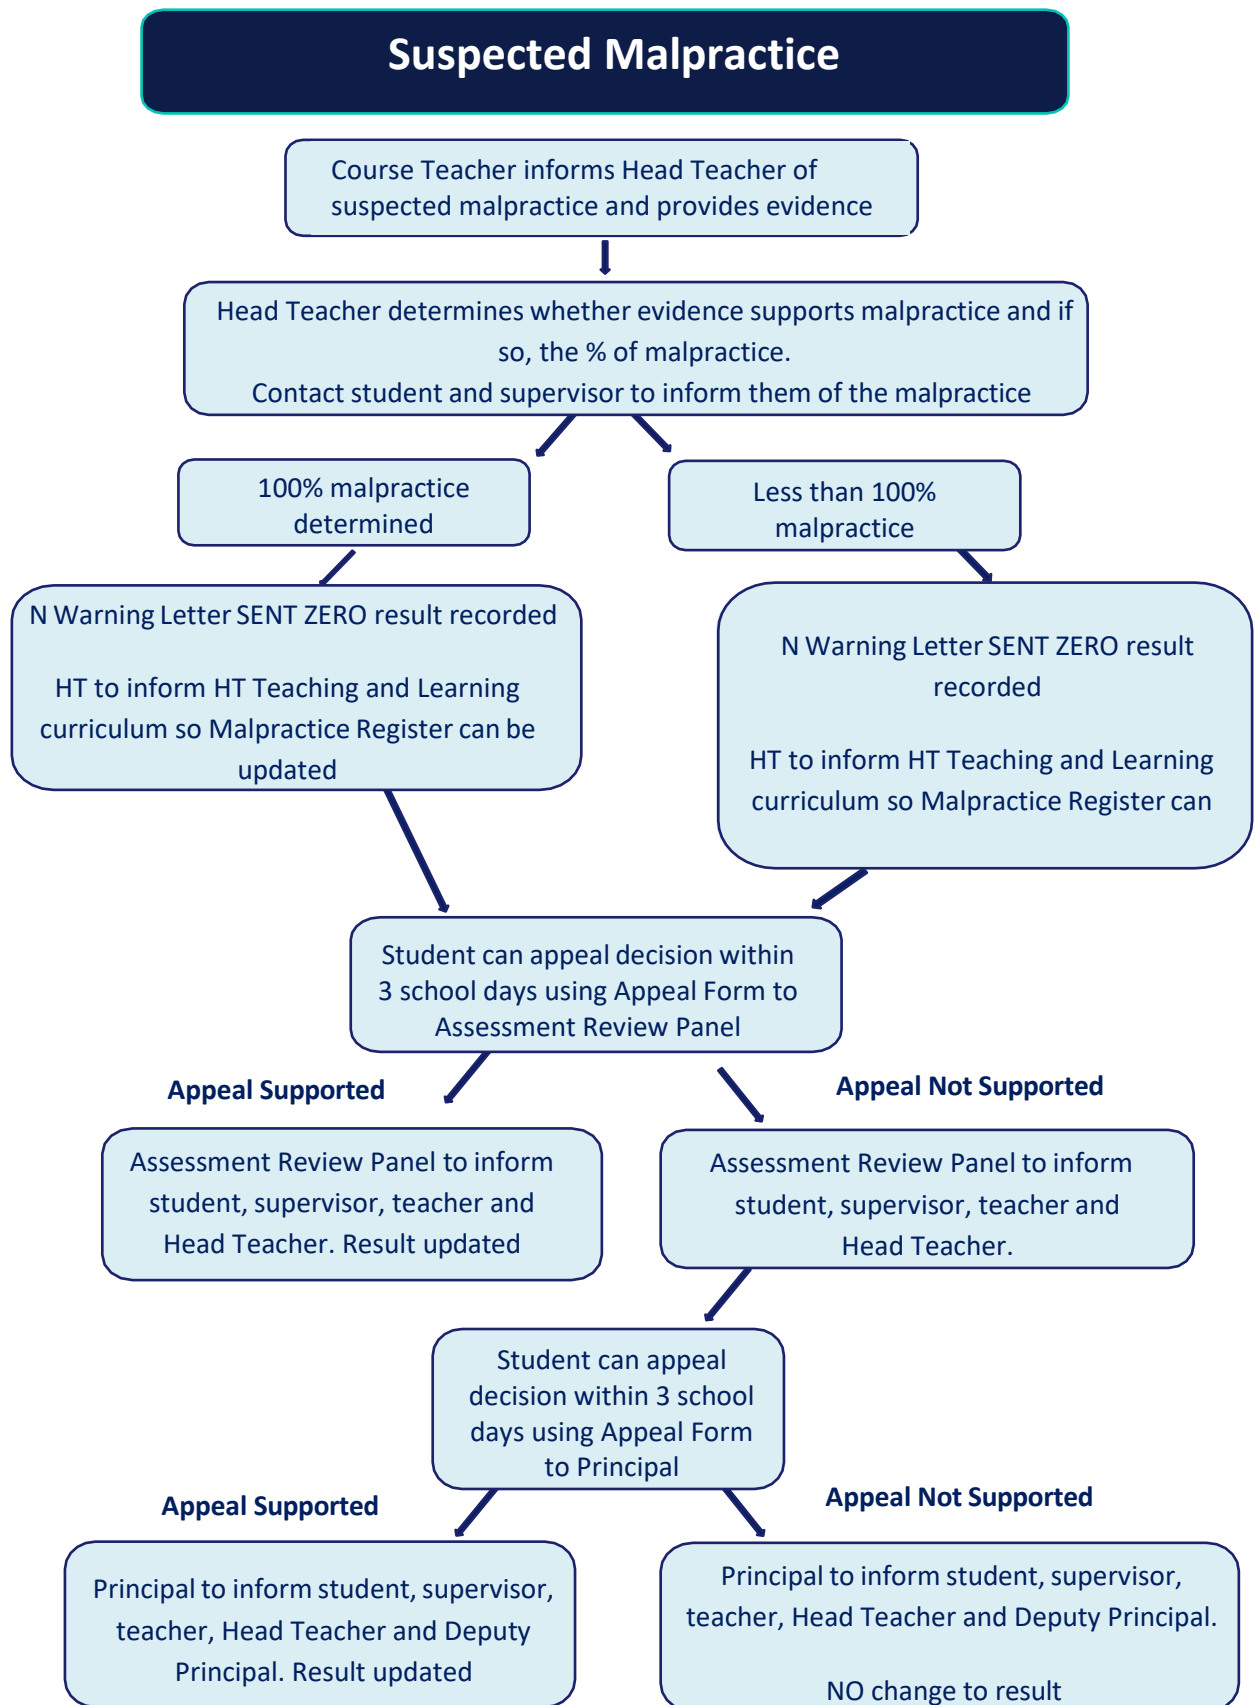 Suspected Malpractice
Course Teacher informs Head Teacher of
suspected malpractice and provides evidence
Head Teacher determines whether evidence supports malpractice and if
so, the % of malpractice.
Contact student and supervisor to inform them of the malpractice
100% malpractice
determined
Less than 100%
malpractice
N Warning Letter SENT ZERO result recorded
HT to inform HT Teaching and Learning
curriculum so Malpractice Register can be
updated
N Warning Letter SENT ZERO result
recorded
HT to inform HT Teaching and Learning
curriculum so Malpractice Register can
Student can appeal decision within
3 school days using Appeal Form to
Assessment Review Panel
Appeal Supported
Appeal Not Supported
Assessment Review Panel to inform
student, supervisor, teacher and
Head Teacher. Result updated
Assessment Review Panel to inform
student, supervisor, teacher and
Head Teacher.
Student can appeal
decision within 3 school
days using Appeal Form
to Principal
Appeal Supported
Appeal Not Supported
Principal to inform student, supervisor,
teacher, Head Teacher and Deputy
Principal. Result updated
Principal to inform student, supervisor,
teacher, Head Teacher and Deputy Principal.
NO change to result